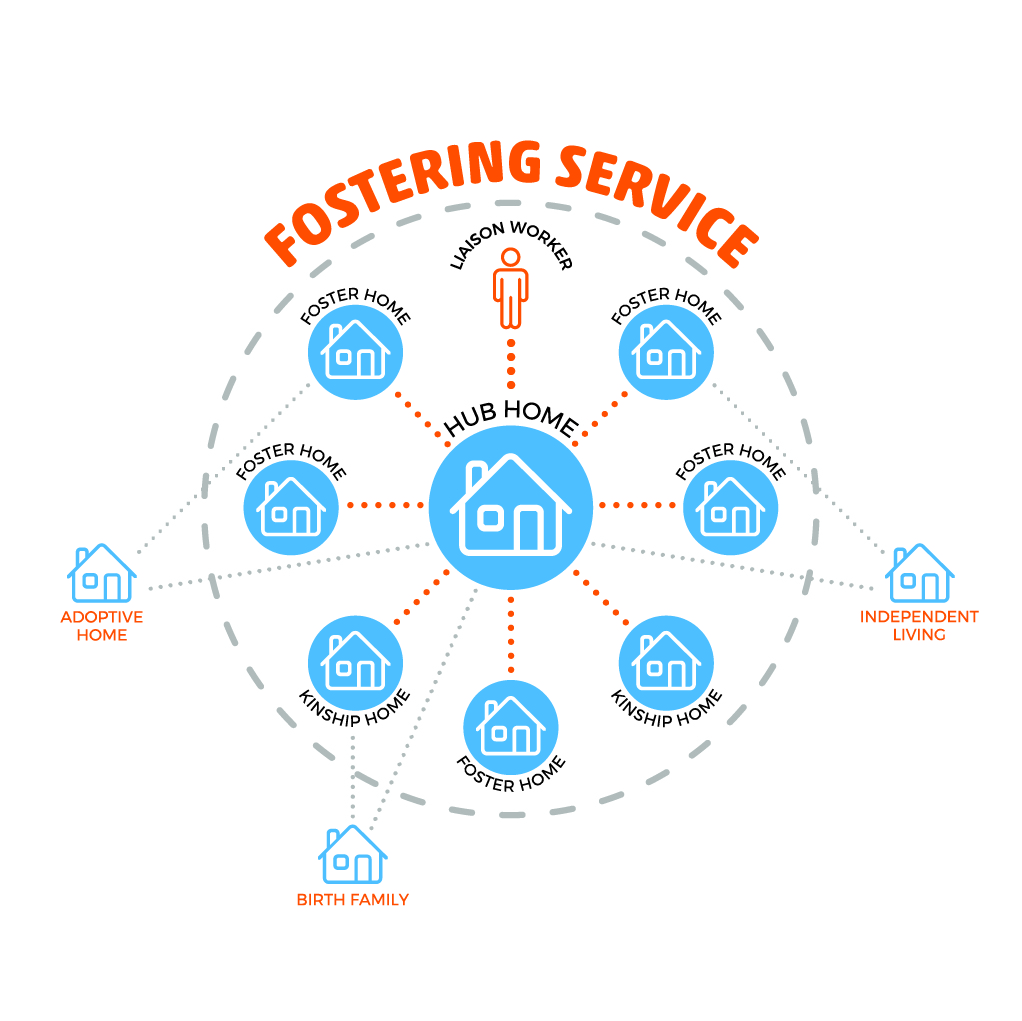 FOSTERING SERVICE
LIAISON WORKER
FOSTER HOME
FOSTER HOME
HUB HOME
FOSTER HOME
FOSTER HOME
ADOPTIVE
HOME
INDEPENDENT
LIVING
KINSHIP HOME
KINSHIP HOME
FOSTER HOME
BIRTH FAMILY